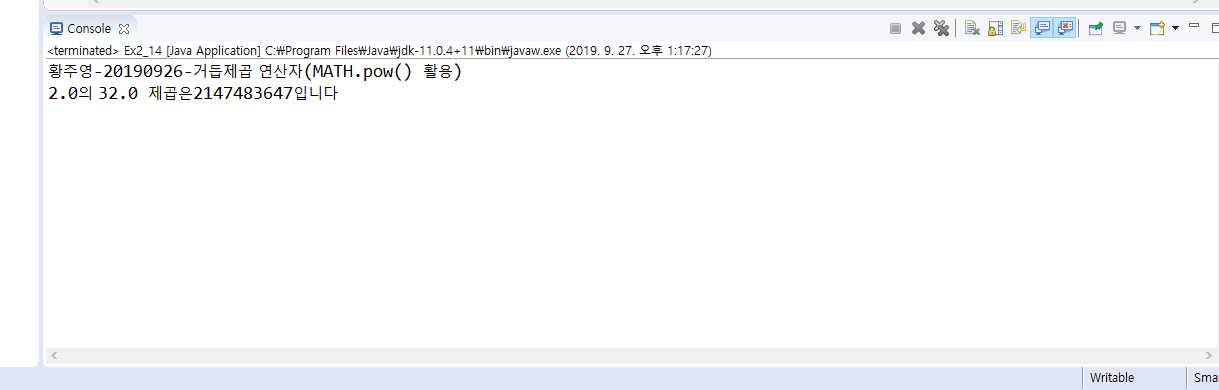 Console
<terminated> Ex2_14 [Java Application] C:₩Program Files₩Java₩jdk-11.0.4+11₩bin₩javaw.exe (2019. 9. 27. 오후 1:17:27)
황주영-20190926-거듭제곱 연산자(MATH.pow() 활용)
2.0의 32.0 제곱은2147483647입니다
Writable
Sma